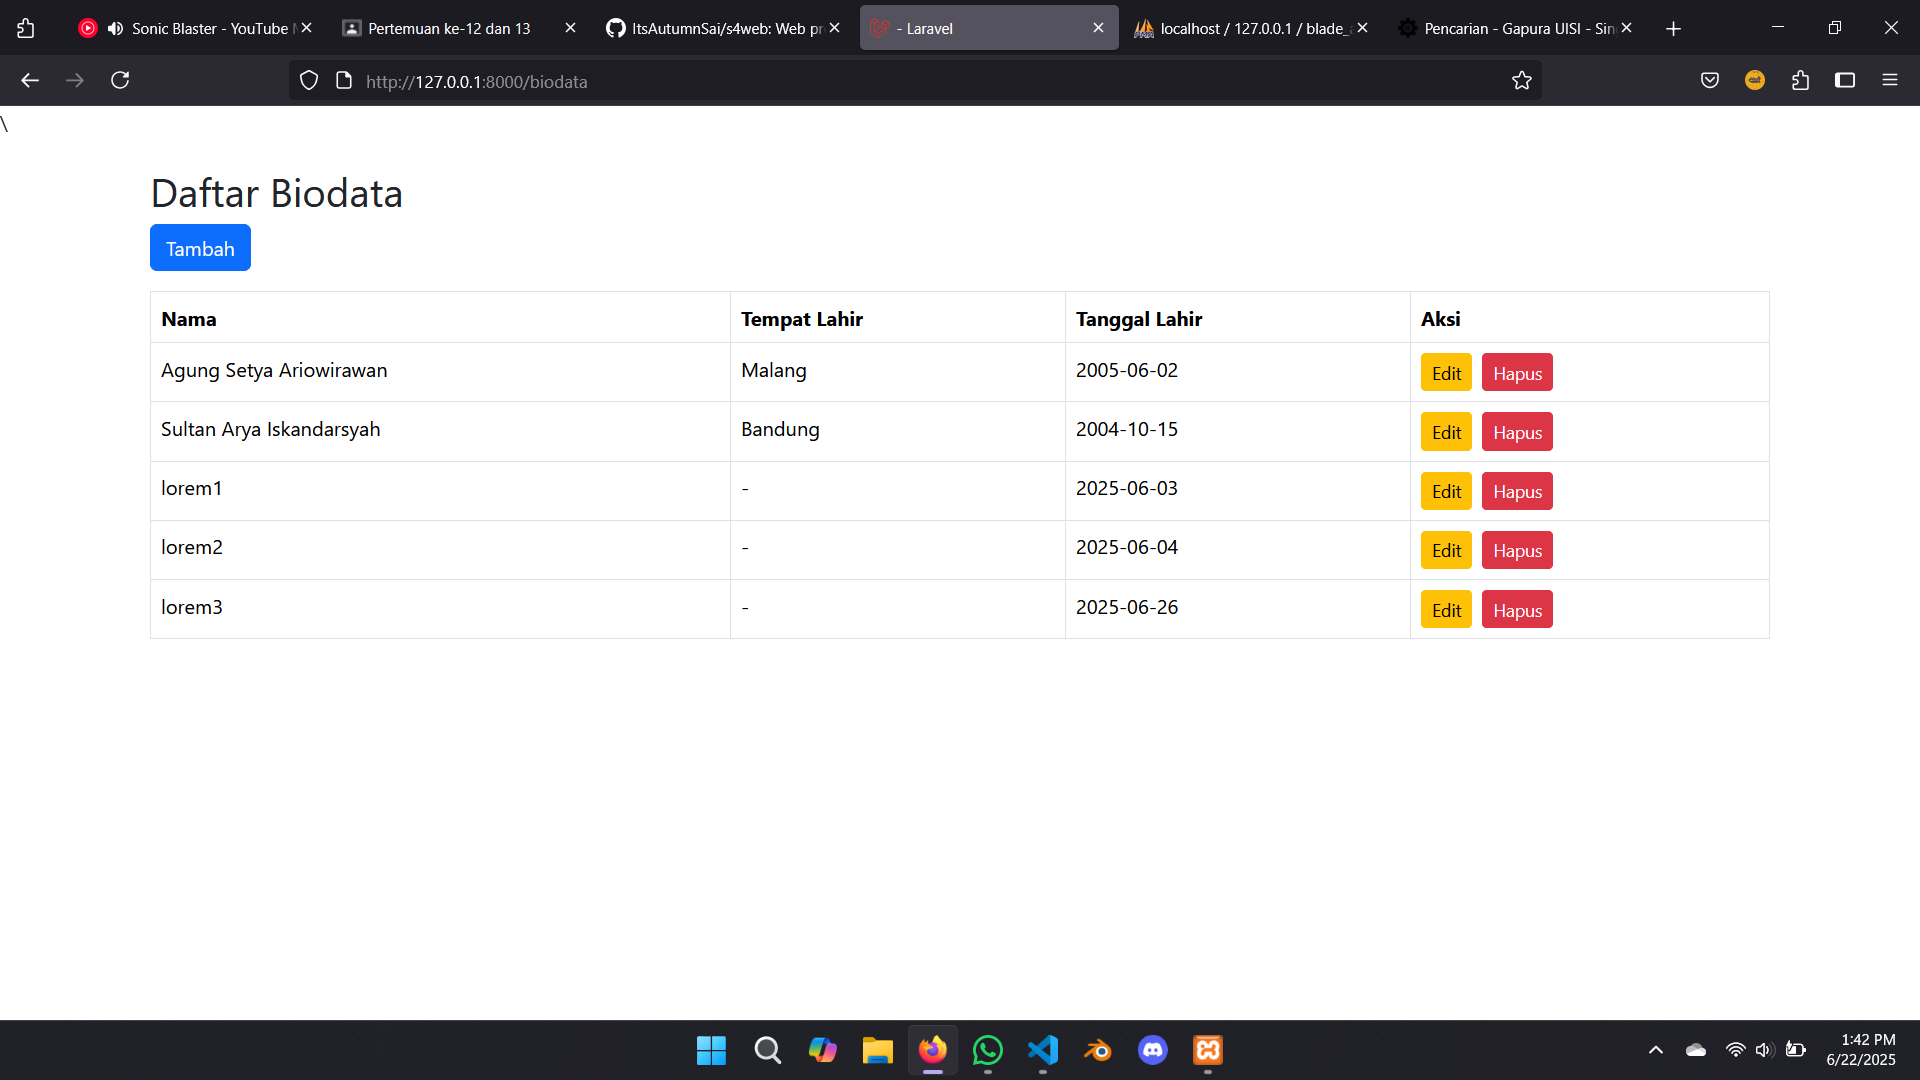 Sonic Blaster - YouTube
Pertemuan ke-12 dan 13
ItsAutumnSai/s4web: Web pr
- Laravel
localhost / 127.0.0.1 / blade_
Pencarian - Gapura UISI - Sin
http://127.0.0.1:8000/biodata
\
Daftar Biodata
Tambah
Nama Tempat Lahir Tanggal Lahir Aksi
Agung Setya Ariowirawan Malang 2005-06-02 Edit Hapus
Sultan Arya Iskandarsyah Bandung 2004-10-15 Edit Hapus
lorem1 - 2025-06-03 Edit Hapus
lorem2 - 2025-06-04 Edit Hapus
lorem3 - 2025-06-26 Edit Hapus
1:42 PM
6/22/2025